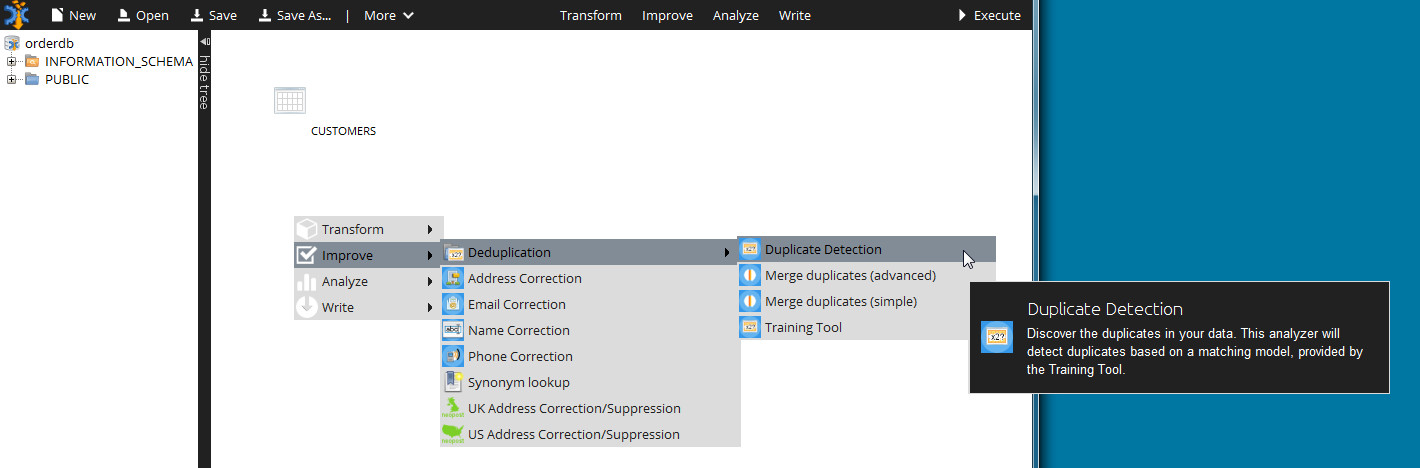 New Open Save Save As... | More Transform Improve Analyze Write Execute
orderdb
INFORMATION_SCHEMA
PUBLIC
hide tree
CUSTOMERS
Transform
Improve
Analyze
Write
Deduplication
Address Correction
Email Correction
Name Correction
Phone Correction
Synonym lookup
UK Address Correction/Suppression
US Address Correction/Suppression
Duplicate Detection
Merge duplicates (advanced)
Merge duplicates (simple)
Training Tool
Duplicate Detection
Discover the duplicates in your data. This analyzer will
detect duplicates based on a matching model, provided by
the Training Tool.